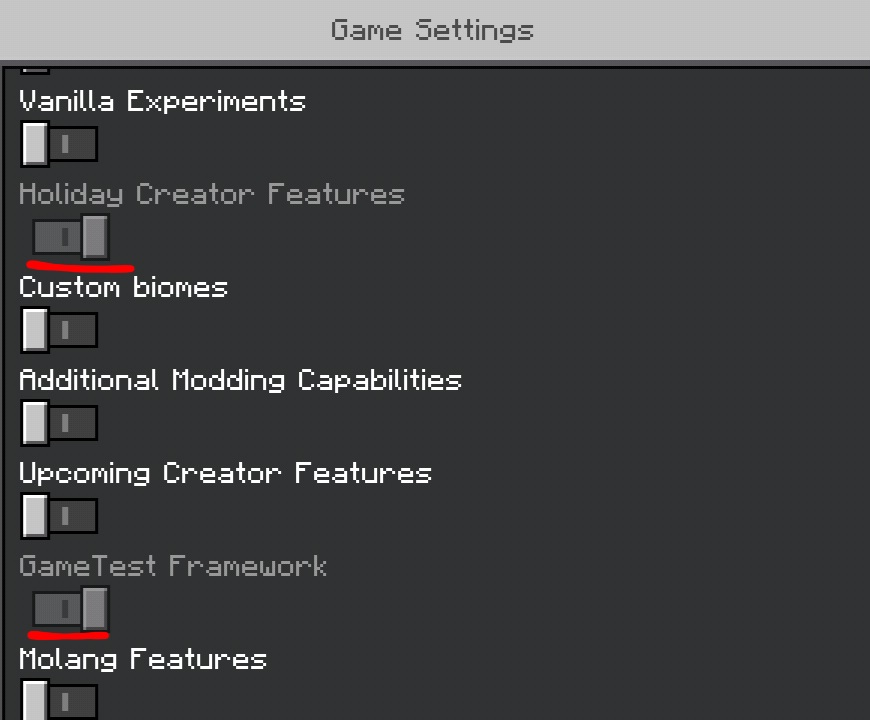 Game Settings
Vanilla Experiments
Holiday Creator Features
Custom biomes
Additional Modding Capabilities
Upcoming Creator Features
GameTest Framework
Molang Features